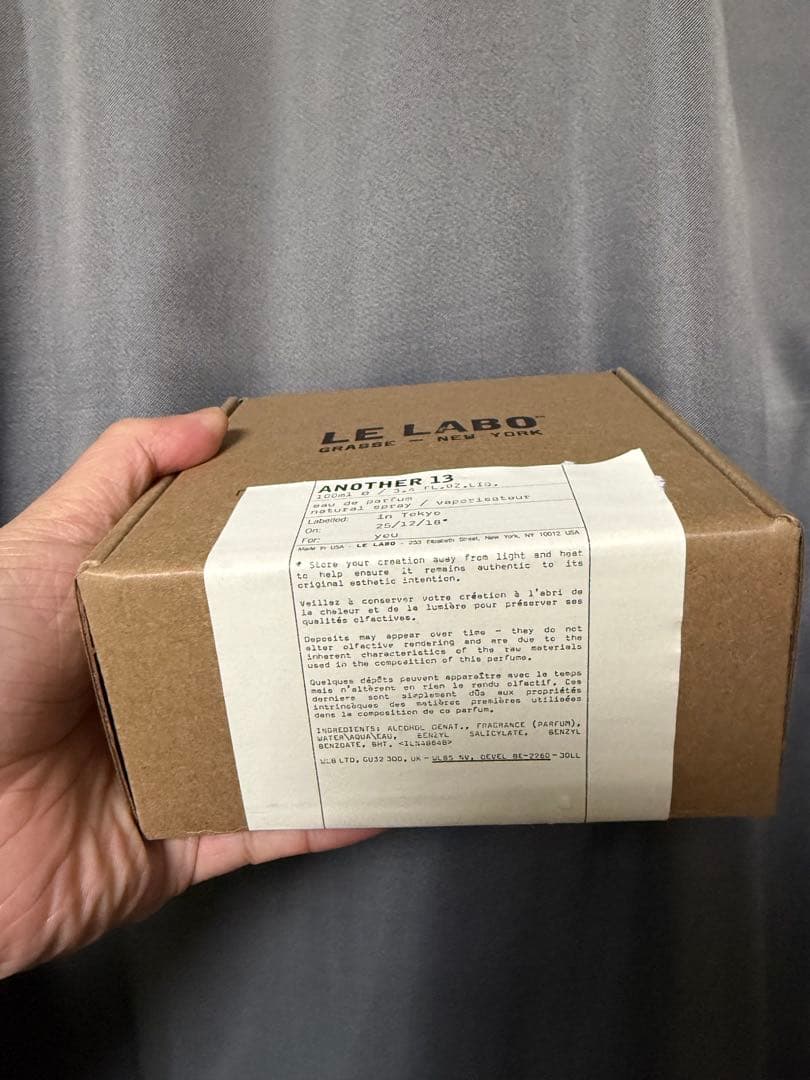 LE LABO
GRASSE — NEW YORK
ANOTHER 13
100ml e / 3.4 FL.OZ.LIQ.
eau de parfum
natural spray / vaporisateur
Labelled: in Tokyo
On: 25/12/18*
For: you
Made in USA - LE LABO - 233 Elizabeth Street, New York, NY 10012 USA
* Store your creation away from light and heat
to help ensure it remains authentic to its
original esthetic intention.
Veillez à conserver votre création à l'abri de
la chaleur et de la lumière pour préserver ses
qualités olfactives.
Deposits may appear over time - they do not
alter olfactive rendering and are due to the
inherent characteristics of the raw materials
used in the composition of this perfume.
Quelques dépôts peuvent apparaître avec le temps
mais n'altèrent en rien le rendu olfactif. Ces
derniers sont simplement dûs aux propriétés
intrinsèques des matières premières utilisées
dans la composition de ce parfum.
INGREDIENTS: ALCOHOL DENAT., FRAGRANCE (PARFUM),
WATER\AQUA\EAU, BENZYL SALICYLATE, BENZYL
BENZOATE, BHT.
LTD, GU32 3GD, UK - BE-2260